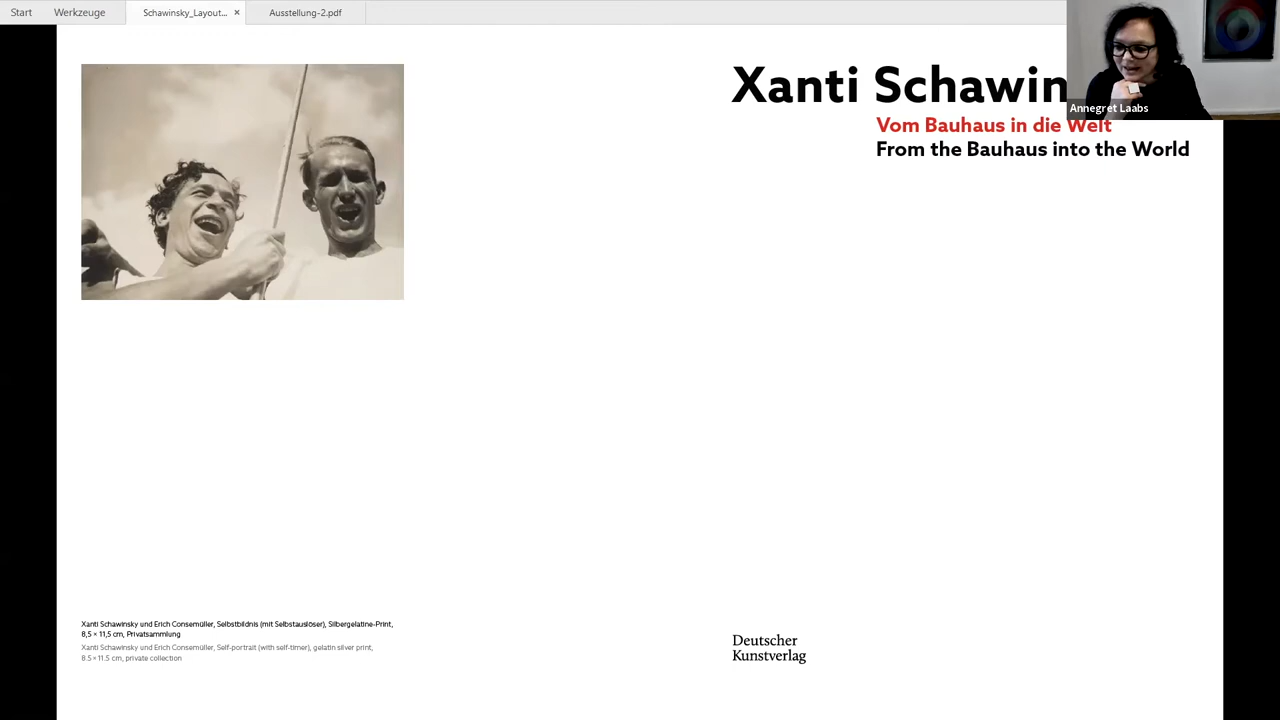 Start Werkzeuge Schawinsky_Layout... × Ausstellung-2.pdf
Xanti Schawin
Annegret Laabs
Vom Bauhaus in die Welt
From the Bauhaus into the World
Xanti Schawinsky und Erich Consemüller, Selbstbildnis (mit Selbstauslöser), Silbergelatine-Print,
8,5 × 11,5 cm, Privatsammlung
Xanti Schawinsky und Erich Consemüller, Self-portrait (with self-timer), gelatin silver print,
8.5 × 11.5 cm, private collection
Deutscher
Kunstverlag